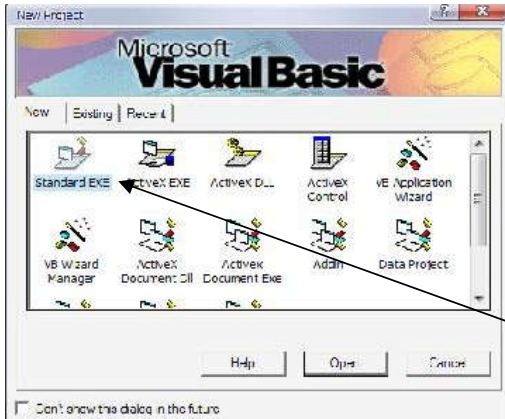 New Project
Microsoft
Visual Basic
New Existing Recent
Standard EXE ActiveX EXE ActiveX DLL ActiveX Control VB Application Wizard
VB Wizard Manager ActiveX Document Dll Activex Document Exe Addin Data Project
Help Open Cancel
Don't show this dialog in the future